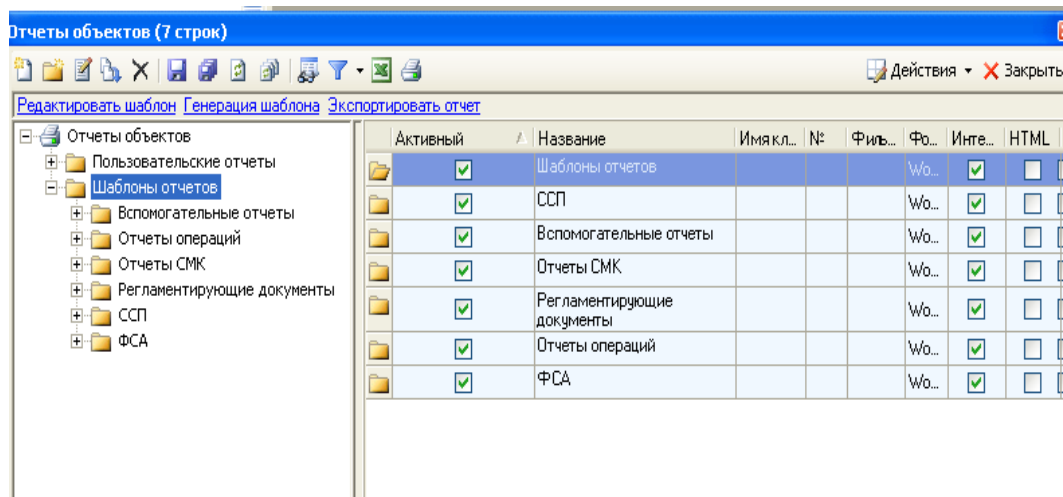 Отчеты объектов (7 строк)
Действия Закрыть
Редактировать шаблон Генерация шаблона Экспортировать отчет
Отчеты объектов
Пользовательские отчеты
Шаблоны отчетов
Вспомогательные отчеты
Отчеты операций
Отчеты СМК
Регламентирующие документы
ССП
ФСА
Активный Название Имя кл... № Филь... Фо... Инте... HTML
Шаблоны отчетов Wo...
ССП Wo...
Вспомогательные отчеты Wo...
Отчеты СМК Wo...
Регламентирующие
документы Wo...
Отчеты операций Wo...
ФСА Wo...